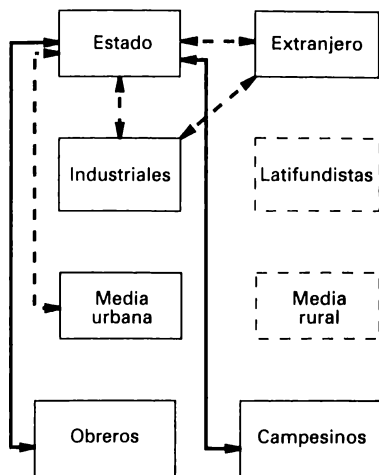 Estado
Extranjero
Industriales
Latifundistas
Media
urbana
Media
rural
Obreros
Campesinos